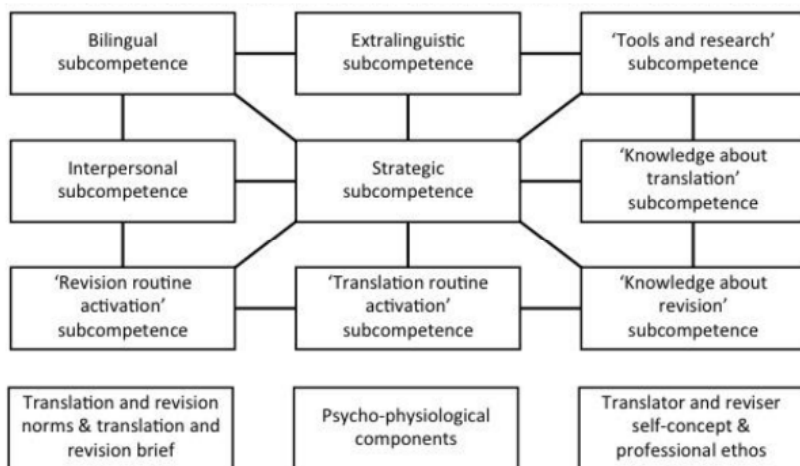 Bilingual
subcompetence
Extralinguistic
subcompetence
‘Tools and research’
subcompetence
Interpersonal
subcompetence
Strategic
subcompetence
‘Knowledge about
translation’
subcompetence
‘Revision routine
activation’
subcompetence
‘Translation routine
activation’
subcompetence
‘Knowledge about
revision’
subcompetence
Translation and revision
norms & translation and
revision brief
Psycho-physiological
components
Translator and reviser
self-concept &
professional ethos